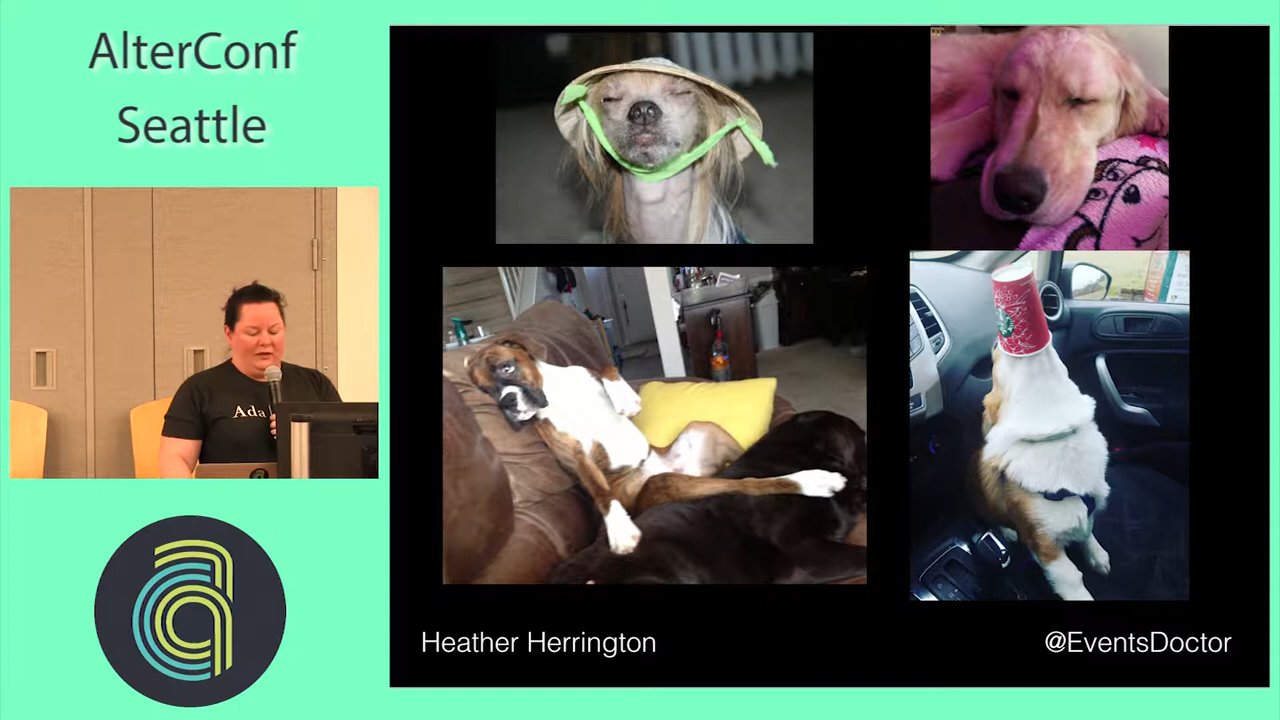 AlterConf
Seattle
Ada
Heather Herrington
@EventsDoctor